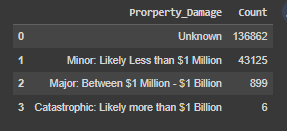 Prorperty_Damage Count
0 Unknown 136862
1 Minor: Likely Less than $1 Million 43125
2 Major: Between $1 Million - $1 Billion 899
3 Catastrophic: Likely more than $1 Billion 6